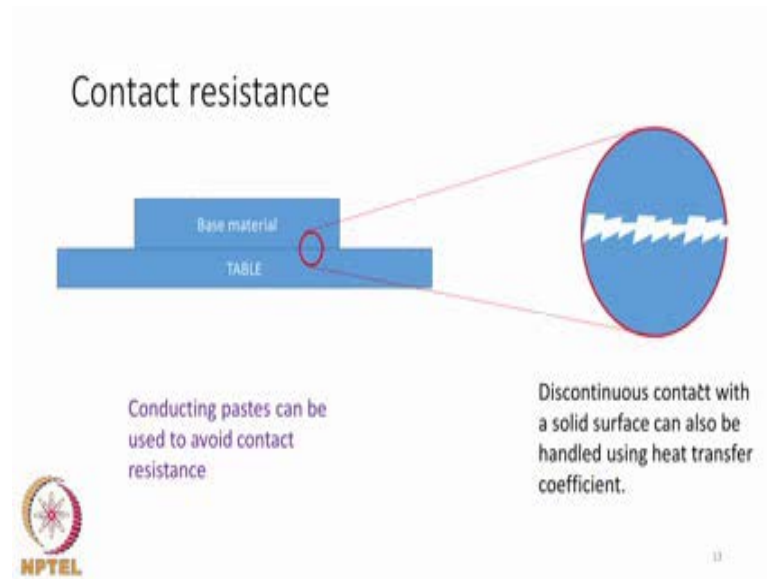 Contact resistance
Base material
TABLE
Conducting pastes can be
used to avoid contact
resistance
Discontinuous contact with
a solid surface can also be
handled using heat transfer
coefficient.
NPTEL
13